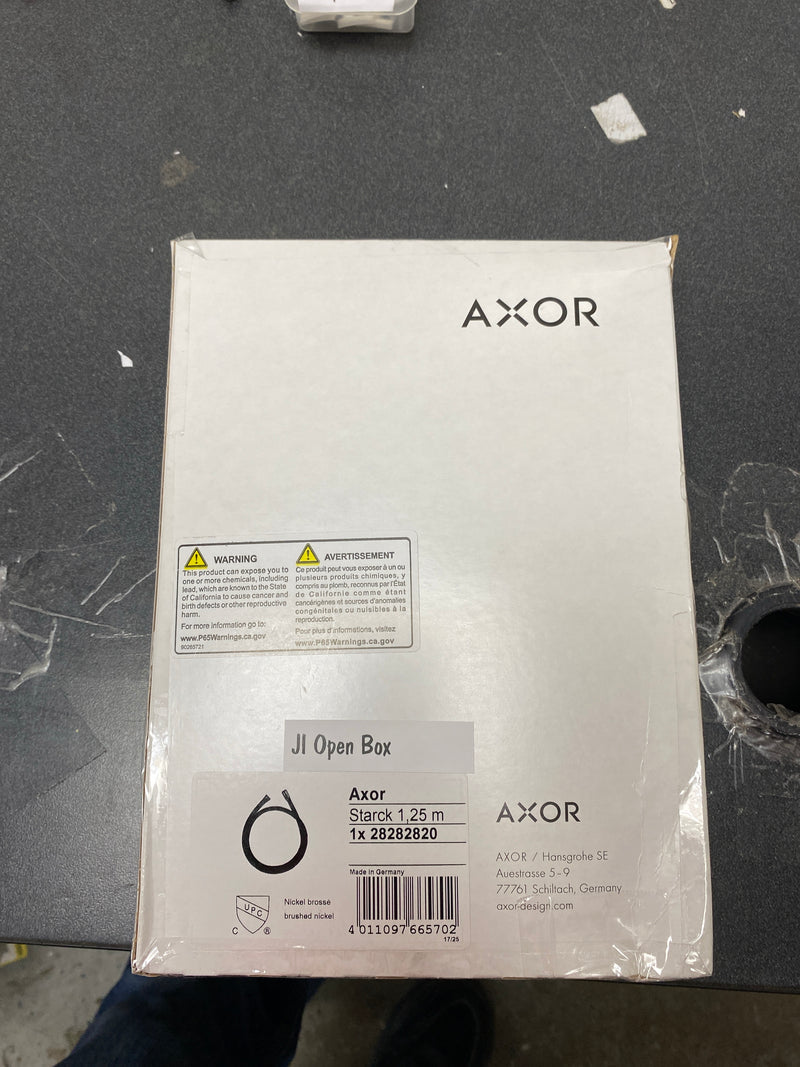 AXOR
WARNING
This product can expose you to
one or more chemicals, including
lead, which are known to the State
of California to cause cancer and
birth defects or other reproductive
harm.
For more information go to:
www.P65Warnings.ca.gov
90265721
AVERTISSEMENT
Ce produit peut vous exposer à un ou
plusieurs produits chimiques, y
compris au plomb, reconnus par l'État
de Californie comme étant
cancérigènes et sources d'anomalies
congénitales ou nuisibles à la
reproduction.
Pour plus d'informations, visitez
www.P65Warnings.ca.gov
JI Open Box
Axor
Starck 1,25 m
1x 28282820
Made in Germany
UPC
C ®
Nickel brossé
brushed nickel
4 011097 665702
17/25
AXOR
AXOR / Hansgrohe SE
Auestrasse 5–9
77761 Schiltach, Germany
axor-design.com